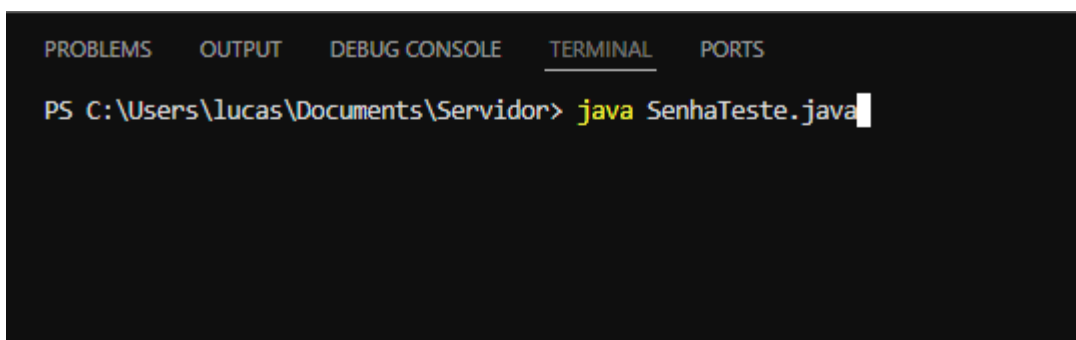 PROBLEMS OUTPUT DEBUG CONSOLE TERMINAL PORTS
PS C:\Users\lucas\Documents\Servidor> java SenhaTeste.java